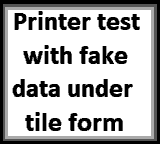 Printer test
with fake
data under
tile form